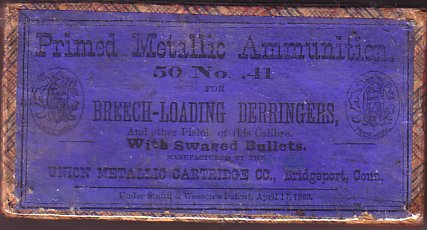 Primed Metallic Ammunition.
50 No. .41
FOR
BREECH-LOADING DERRINGERS,
And other Pistols of this Calibre.
With Swaged Bullets.
MANUFACTURED BY THE
UNION METALLIC CARTRIDGE CO., Bridgeport, Conn.
Under Smith & Wesson's Patent, April 17, 1860.